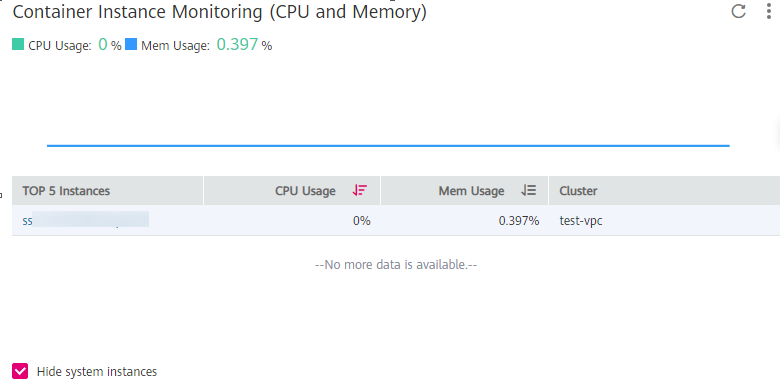 Container Instance Monitoring (CPU and Memory)
CPU Usage: 0 % Mem Usage: 0.397 %
TOP 5 Instances CPU Usage Mem Usage Cluster
ss 0% 0.397% test-vpc
--No more data is available.--
Hide system instances